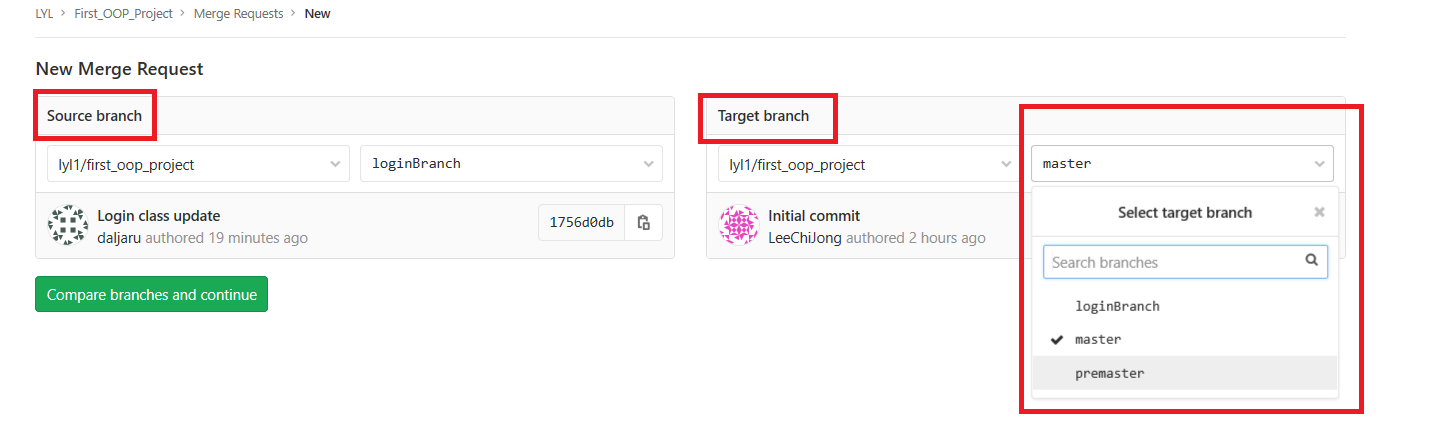 LYL > First_OOP_Project > Merge Requests > New
New Merge Request
Source branch
lyl1/first_oop_project
loginBranch
Login class update
daljaru authored 19 minutes ago
1756d0db
Compare branches and continue
Target branch
lyl1/first_oop_project
master
Initial commit
LeeChiJong authored 2 hours ago
Select target branch
Search branches
loginBranch
master
premaster